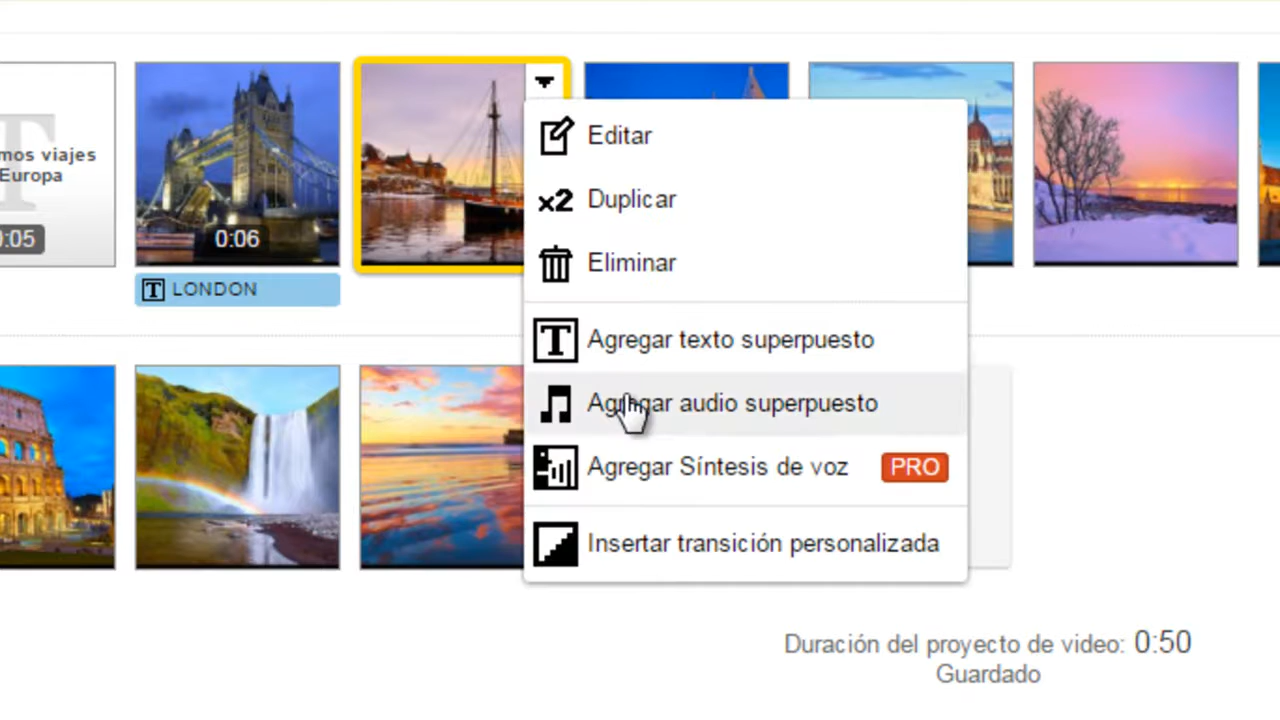 T
mos viajes
Europa
0:05
0:06
T LONDON
Editar
x2 Duplicar
Eliminar
T Agregar texto superpuesto
Agregar audio superpuesto
Agregar Síntesis de voz PRO
Insertar transición personalizada
Duración del proyecto de video: 0:50
Guardado